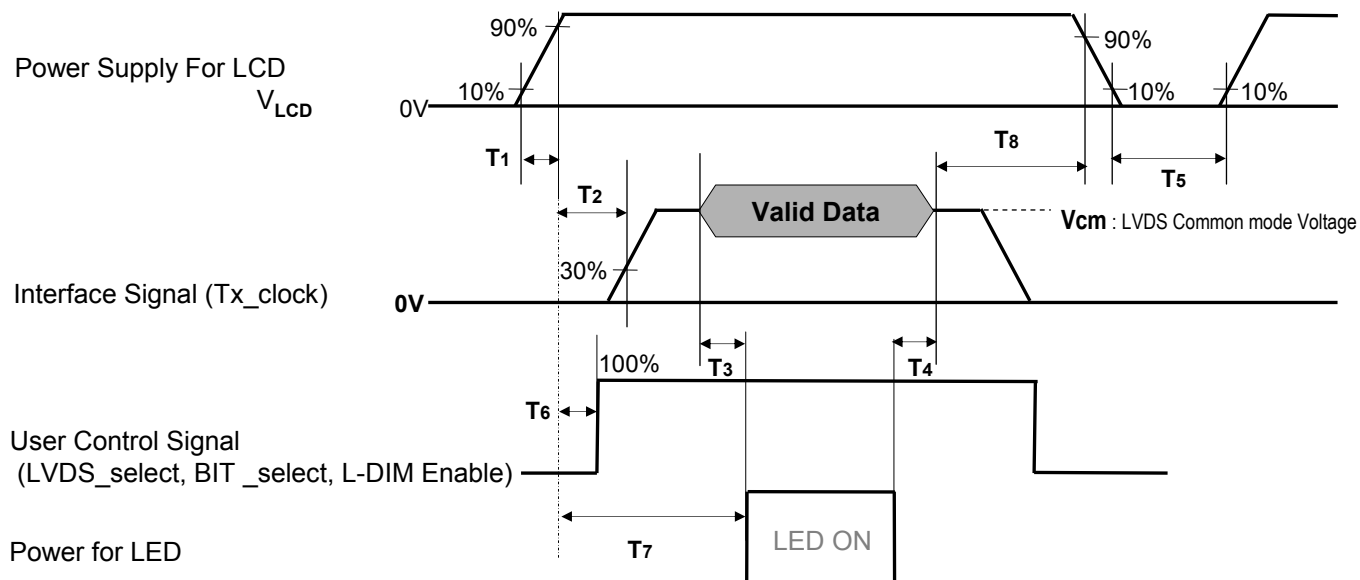 90%
90%
Power Supply For LCD
VLCD
10%
0V
10%
10%
T1
T8
T5
T2
Valid Data
Vcm : LVDS Common mode Voltage
30%
Interface Signal (Tx_clock)
0V
T3
T4
100%
T6
User Control Signal
(LVDS_select, BIT _select, L-DIM Enable)
T7
LED ON
Power for LED